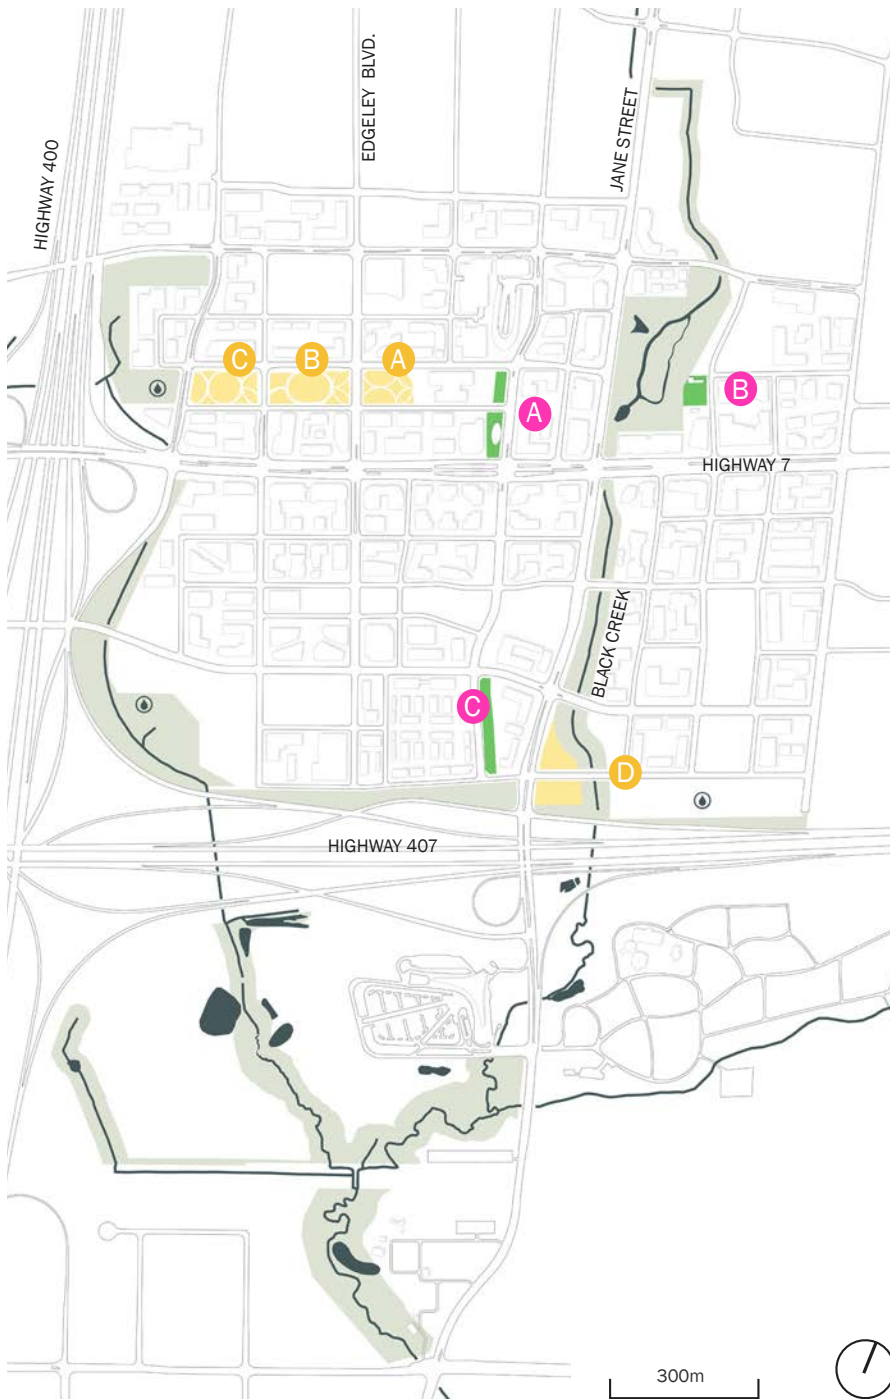 EDGELEY BLVD.
JANE STREET
HIGHWAY 400
C
B
A
B
A
HIGHWAY 7
BLACK CREEK
C
D
HIGHWAY 407
300m